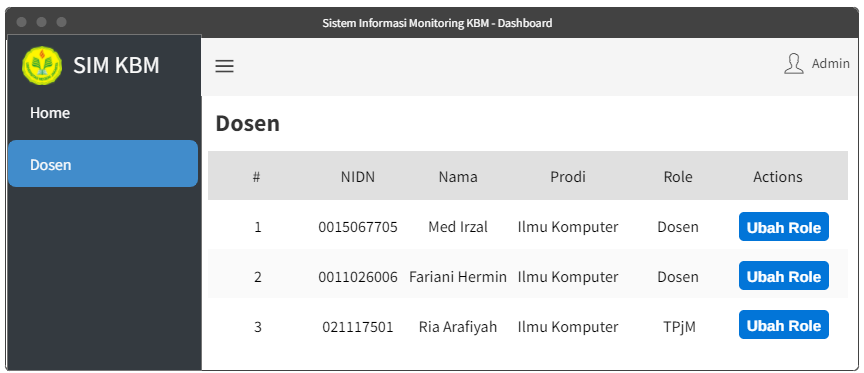 Sistem Informasi Monitoring KBM - Dashboard
SIM KBM
Admin
Home
Dosen
Dosen
# NIDN Nama Prodi Role Actions
1 0015067705 Med Irzal Ilmu Komputer Dosen Ubah Role
2 0011026006 Fariani Hermin Ilmu Komputer Dosen Ubah Role
3 021117501 Ria Arafiyah Ilmu Komputer TPjM Ubah Role